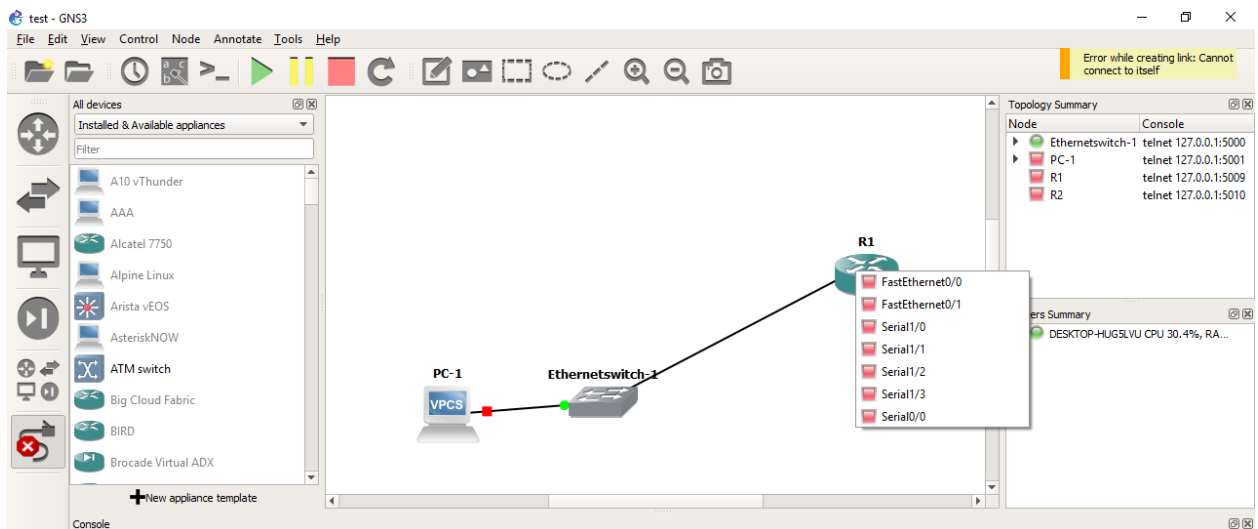 test - GNS3
File Edit View Control Node Annotate Tools Help
Error while creating link: Cannot
connect to itself
All devices
Installed & Available appliances
Filter
A10 vThunder
AAA
Alcatel 7750
Alpine Linux
Arista vEOS
AsteriskNOW
ATM switch
Big Cloud Fabric
BIRD
Brocade Virtual ADX
New appliance template
PC-1
VPCS
Ethernetswitch-1
R1
FastEthernet0/0
FastEthernet0/1
Serial1/0
Serial1/1
Serial1/2
Serial1/3
Serial0/0
Topology Summary
Node Console
Ethernetswitch-1 telnet 127.0.0.1:5000
PC-1 telnet 127.0.0.1:5001
R1 telnet 127.0.0.1:5009
R2 telnet 127.0.0.1:5010
ers Summary
DESKTOP-HUG5LVU CPU 30.4%, RA...
Console